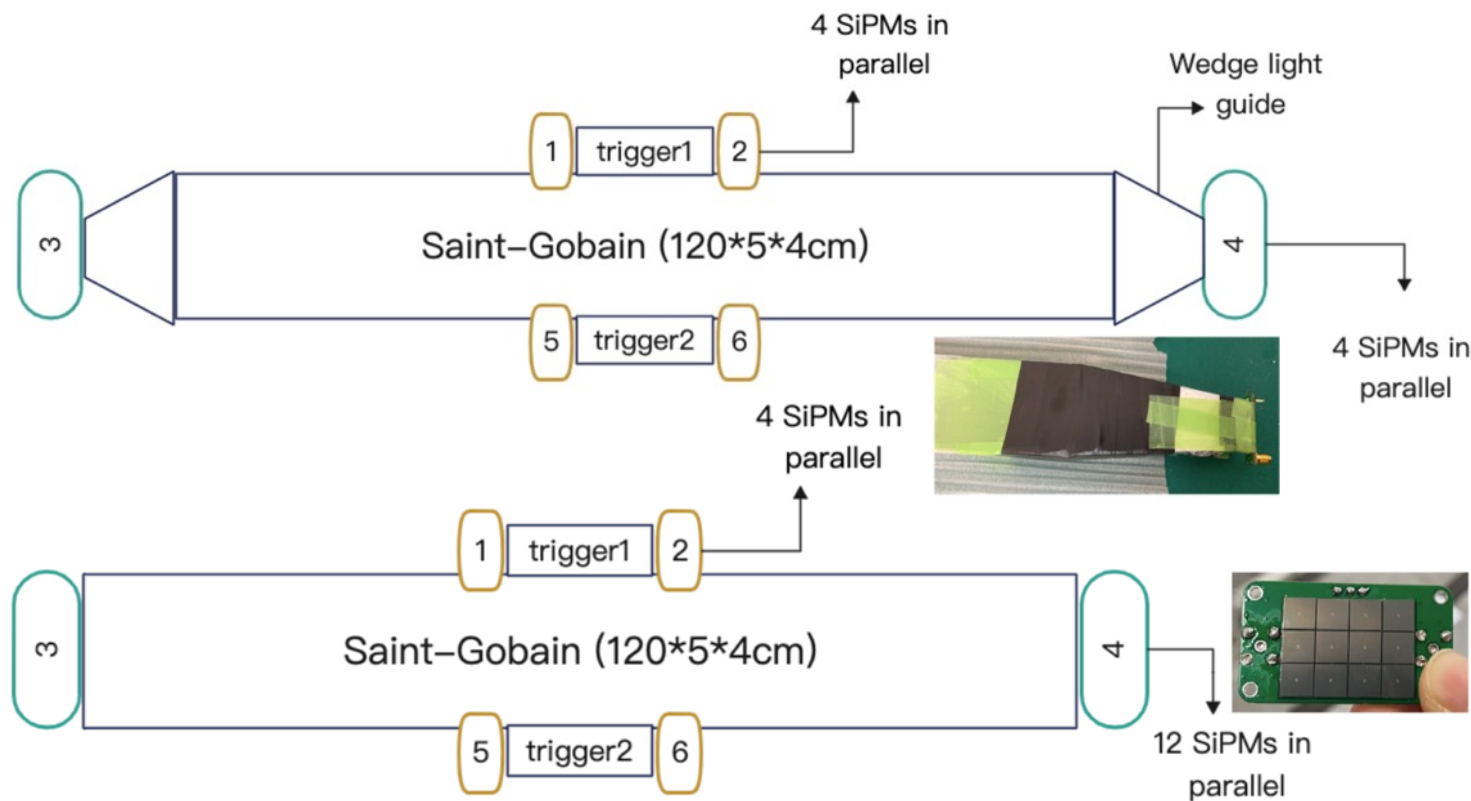 4 SiPMs in
parallel
Wedge light
guide
1
trigger1
2
3
Saint-Gobain (120*5*4cm)
4
5
trigger2
6
4 SiPMs in
parallel
4 SiPMs in
parallel
1
trigger1
2
3
Saint-Gobain (120*5*4cm)
4
5
trigger2
6
12 SiPMs in
parallel